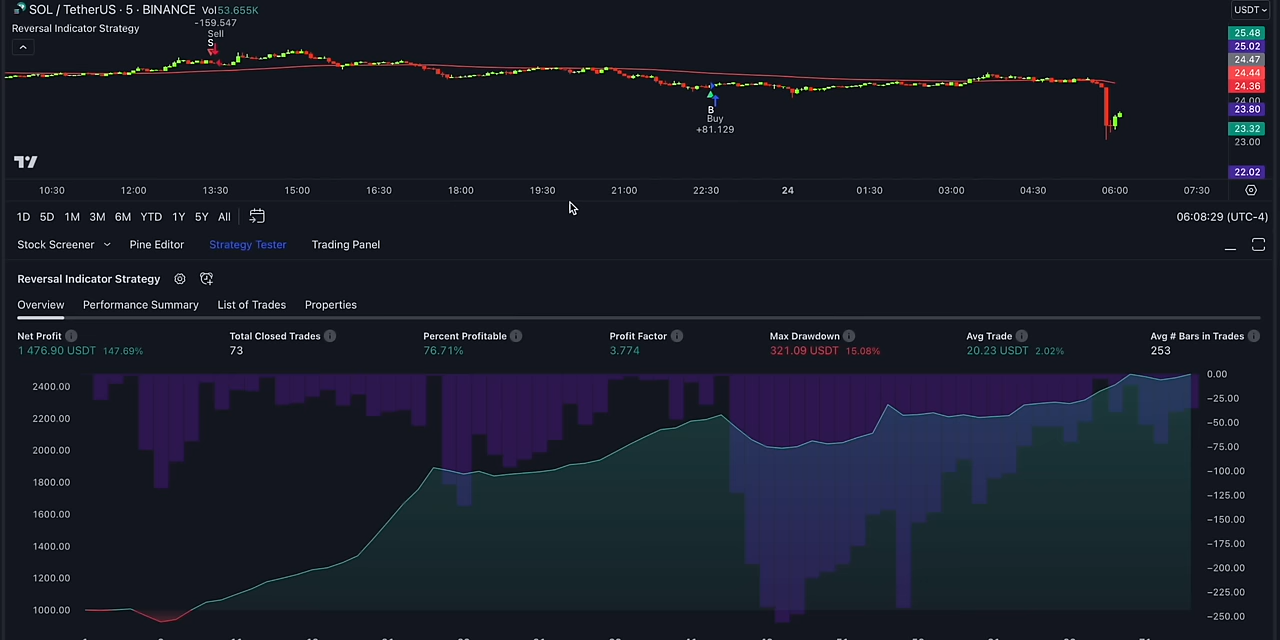 SOL / TetherUS · 5 · BINANCE Vol53.655K
USDT
-159.547
Reversal Indicator Strategy
Sell
S
25.48
25.02
24.47
24.44
24.36
24.00
23.80
23.32
23.00
22.02
B
Buy
+81.129
10:30 12:00 13:30 15:00 16:30 18:00 19:30 21:00 22:30 24 01:30 03:00 04:30 06:00 07:30
1D 5D 1M 3M 6M YTD 1Y 5Y All
06:08:29 (UTC-4)
Stock Screener Pine Editor Strategy Tester Trading Panel
Reversal Indicator Strategy
Overview Performance Summary List of Trades Properties
Net Profit Total Closed Trades Percent Profitable Profit Factor Max Drawdown Avg Trade Avg # Bars in Trades
1 476.90 USDT 147.69% 73 76.71% 3.774 321.09 USDT 15.08% 20.23 USDT 2.02% 253
2400.00
2200.00
2000.00
1800.00
1600.00
1400.00
1200.00
1000.00
0.00
−25.00
−50.00
−75.00
−100.00
−125.00
−150.00
−175.00
−200.00
−225.00
−250.00